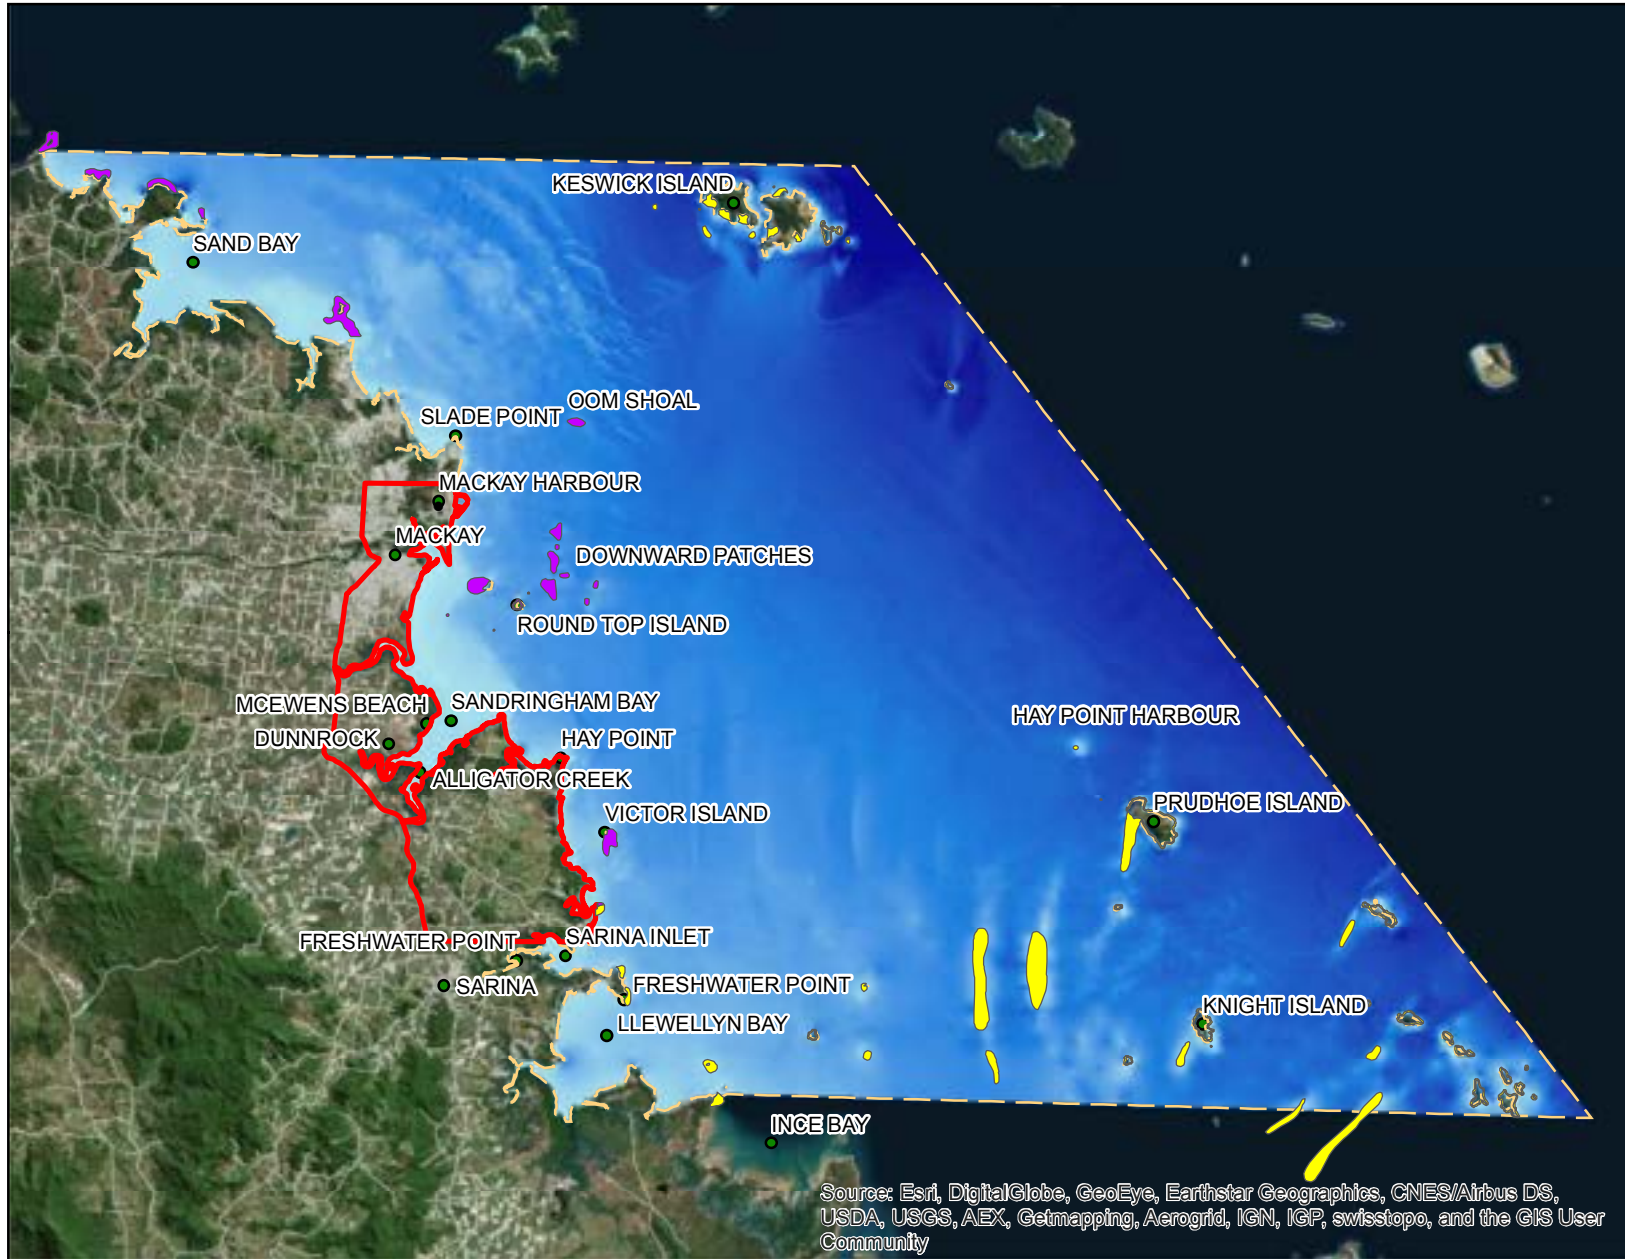 KESWICK ISLAND
SAND BAY
OOM SHOAL
SLADE POINT
MACKAY HARBOUR
MACKAY
DOWNWARD PATCHES
ROUND TOP ISLAND
MCEWENS BEACH
SANDRINGHAM BAY
HAY POINT HARBOUR
DUNNROCK
HAY POINT
ALLIGATOR CREEK
PRUDHOE ISLAND
VICTOR ISLAND
FRESHWATER POINT
SARINA INLET
SARINA
FRESHWATER POINT
KNIGHT ISLAND
LLEWELLYN BAY
INCE BAY
Source: Esri, DigitalGlobe, GeoEye, Earthstar Geographics, CNES/Airbus DS,
USDA, USGS, AEX, Getmapping, Aerogrid, IGN, IGP, swisstopo, and the GIS User
Community